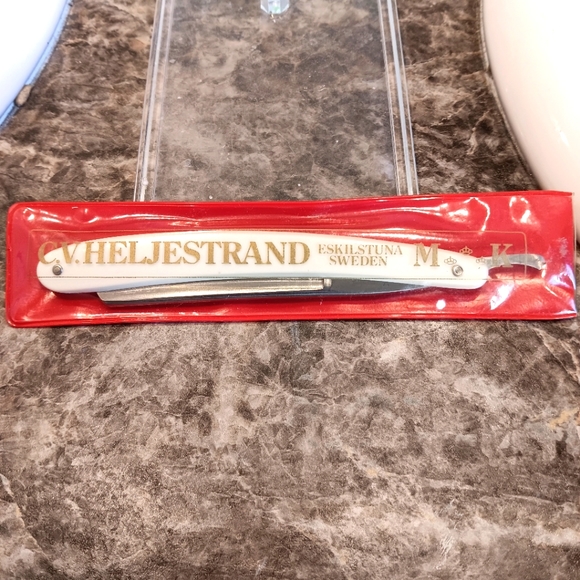 C.V. HELJESTRAND
ESKILSTUNA
SWEDEN
M K